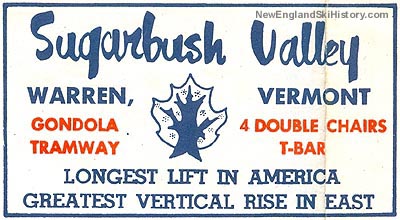 NewEnglandSkiHistory.com
Sugarbush Valley
WARREN, VERMONT
GONDOLA TRAMWAY
4 DOUBLE CHAIRS
T-BAR
LONGEST LIFT IN AMERICA
GREATEST VERTICAL RISE IN EAST